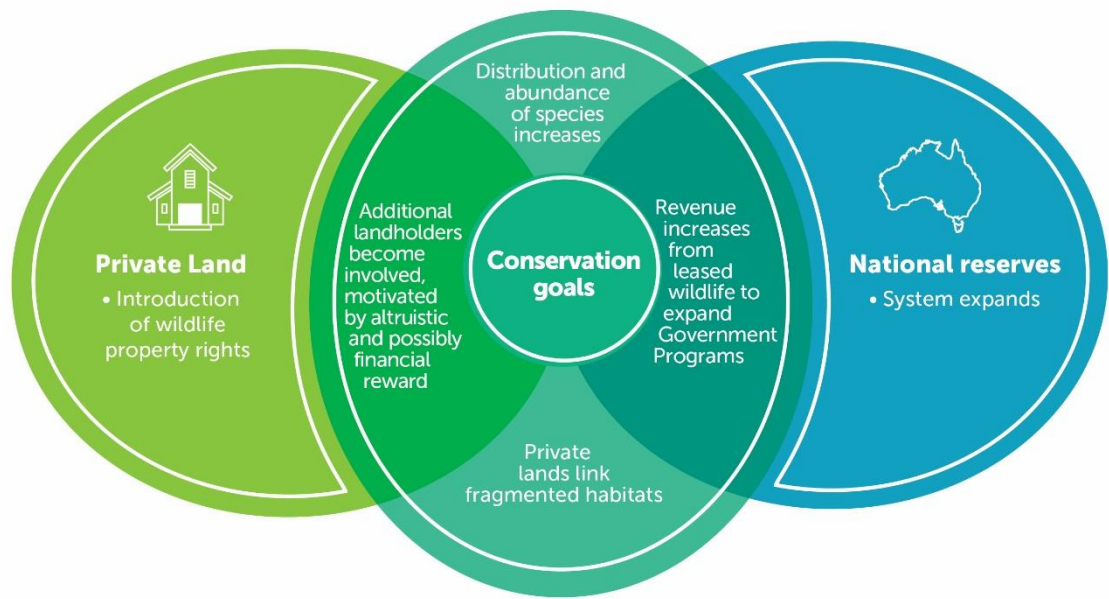 Private Land
• Introduction
of wildlife
property rights
Additional
landholders
become
involved,
motivated
by altruistic
and possibly
financial
reward
Distribution and
abundance
of species
increases
Conservation
goals
Private
lands link
fragmented habitats
Revenue
increases
from
leased
wildlife to
expand
Government
Programs
National reserves
• System expands